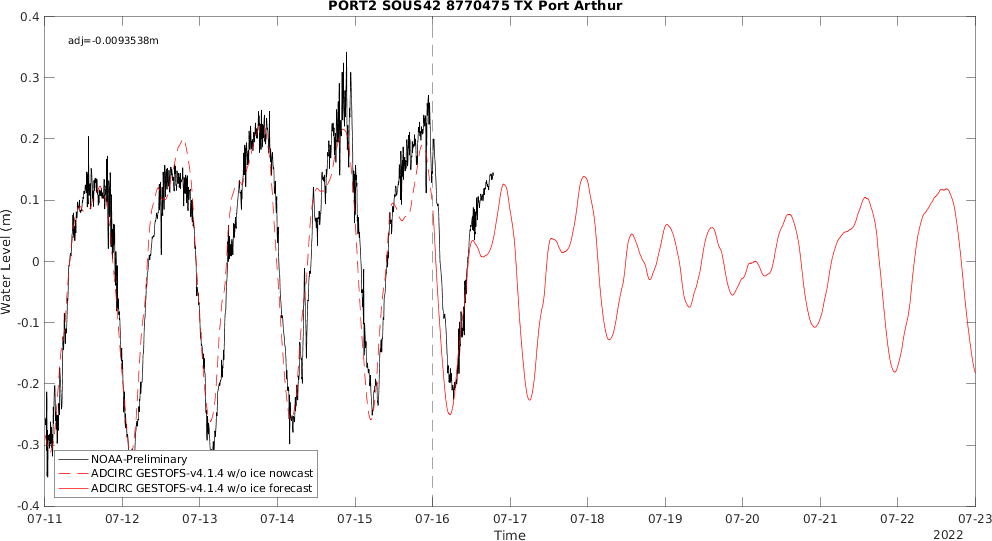 PORT2 SOUS42 8770475 TX Port Arthur
adj=-0.0093538m
0.4
0.3
0.2
0.1
0
-0.1
-0.2
-0.3
-0.4
Water Level (m)
NOAA-Preliminary
ADCIRC GESTOFS-v4.1.4 w/o ice nowcast
ADCIRC GESTOFS-v4.1.4 w/o ice forecast
07-11 07-12 07-13 07-14 07-15 07-16 07-17 07-18 07-19 07-20 07-21 07-22 07-23
Time
2022